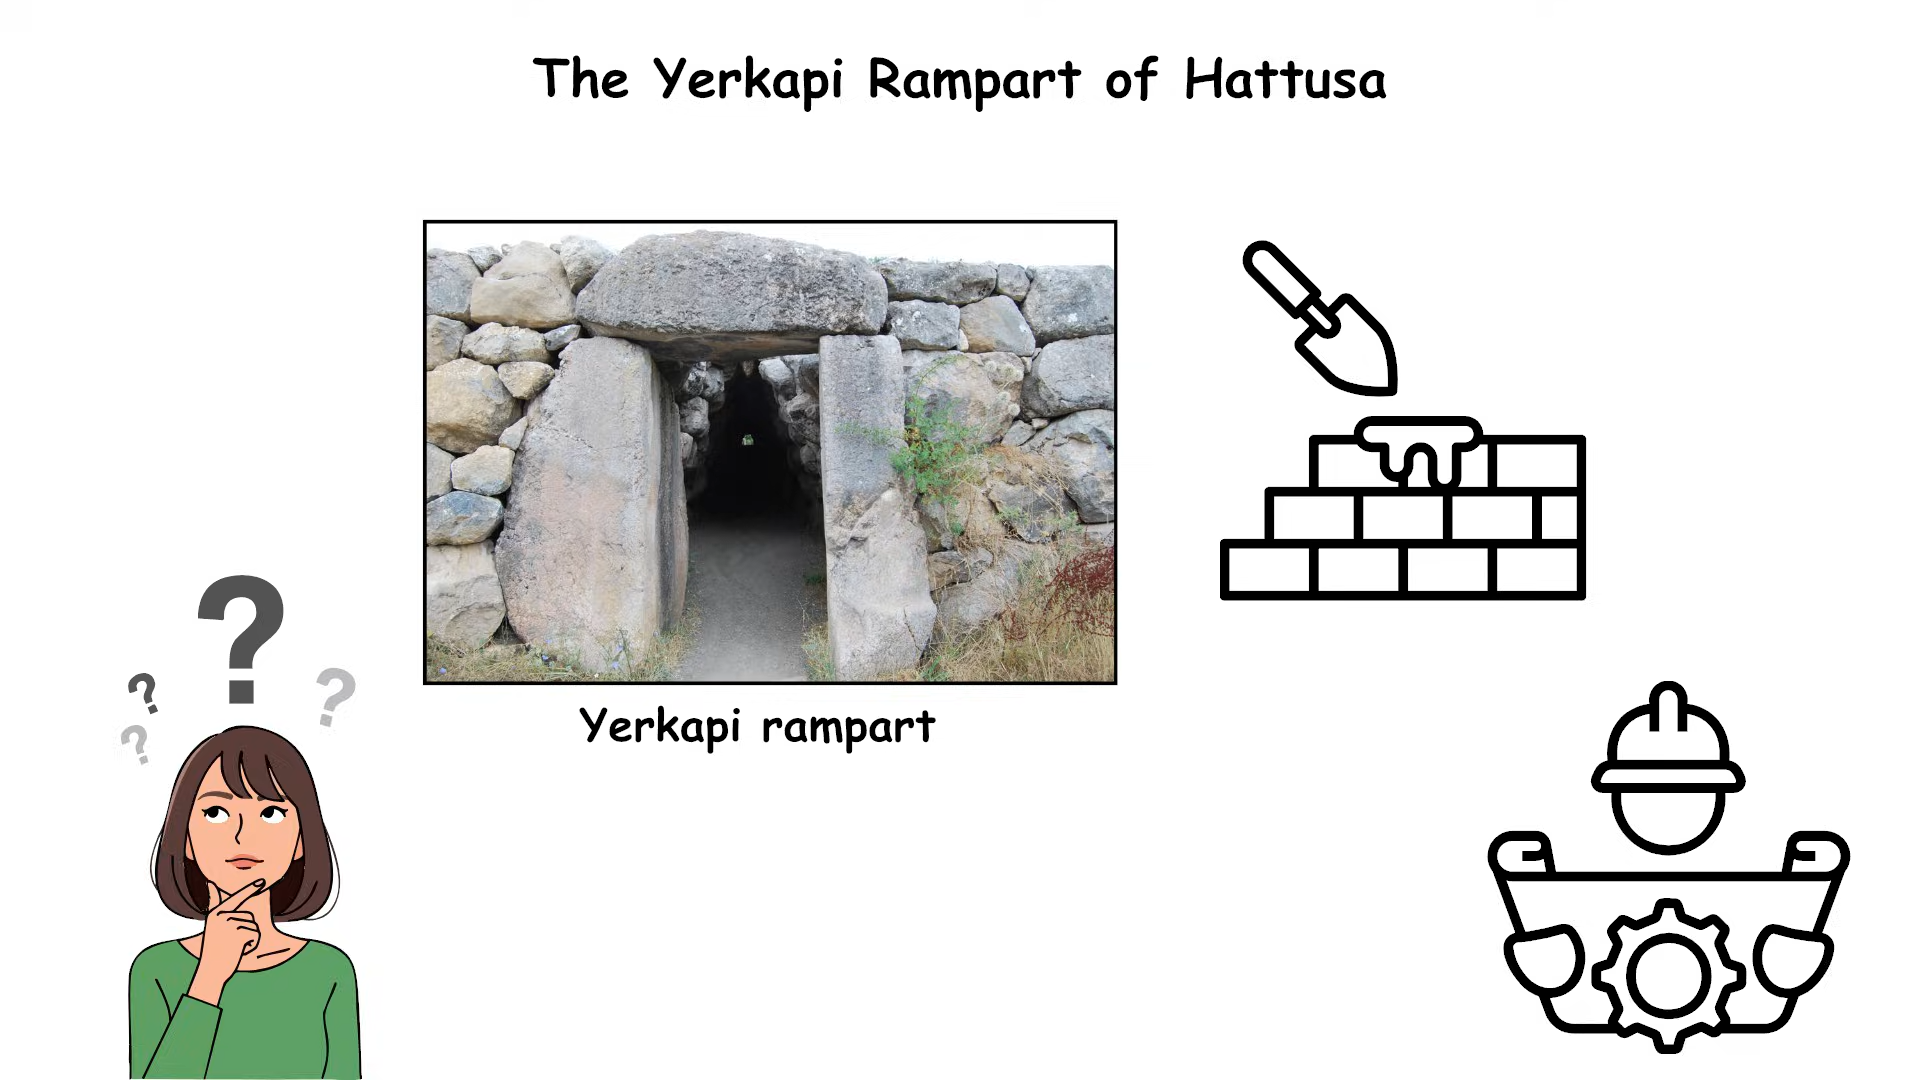 The Yerkapi Rampart of Hattusa
? ? ? ?
Yerkapi rampart